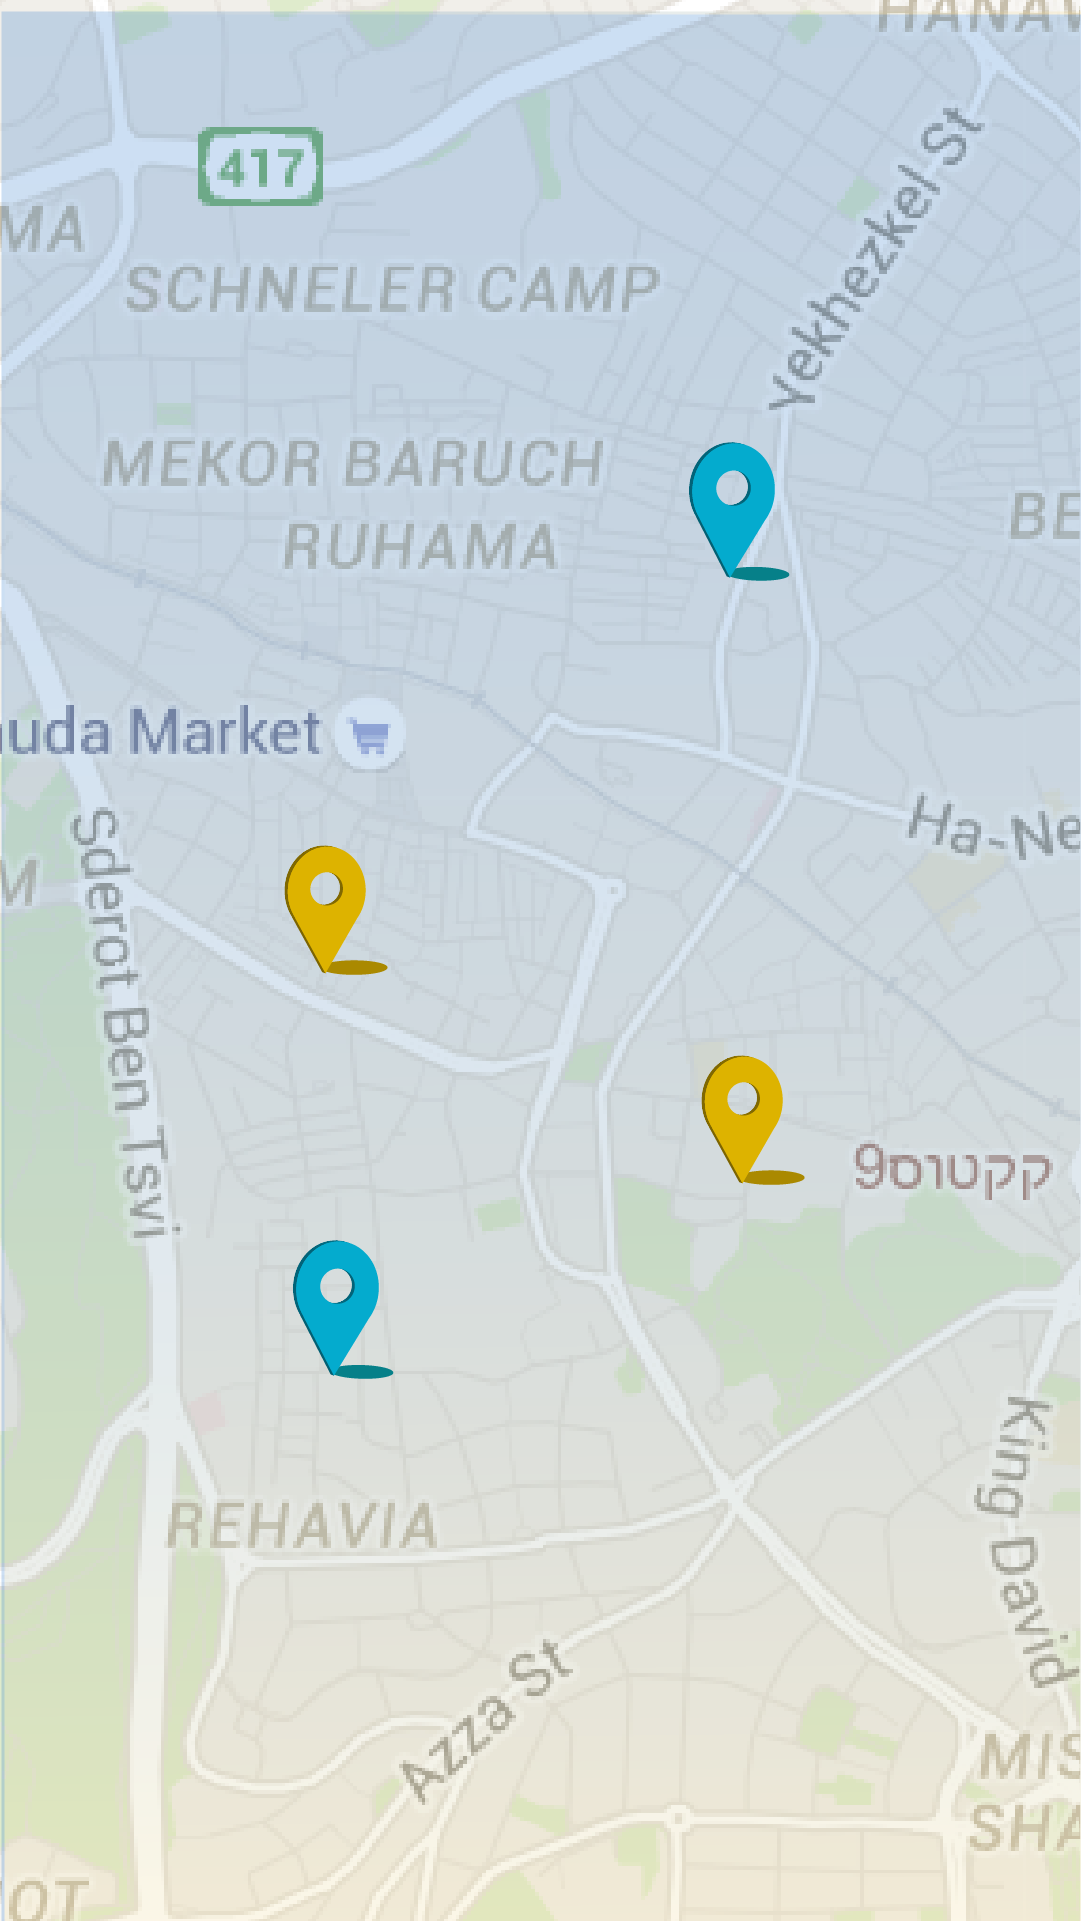 HANAV
417
Yekhezkel St
MA
SCHNELER CAMP
MEKOR BARUCH
RUHAMA
BE
uda Market
Ha-Ne
M
Sderot Ben Tsvi
קקטוס9
King David
REHAVIA
Azza St
MIS
SHA
OT